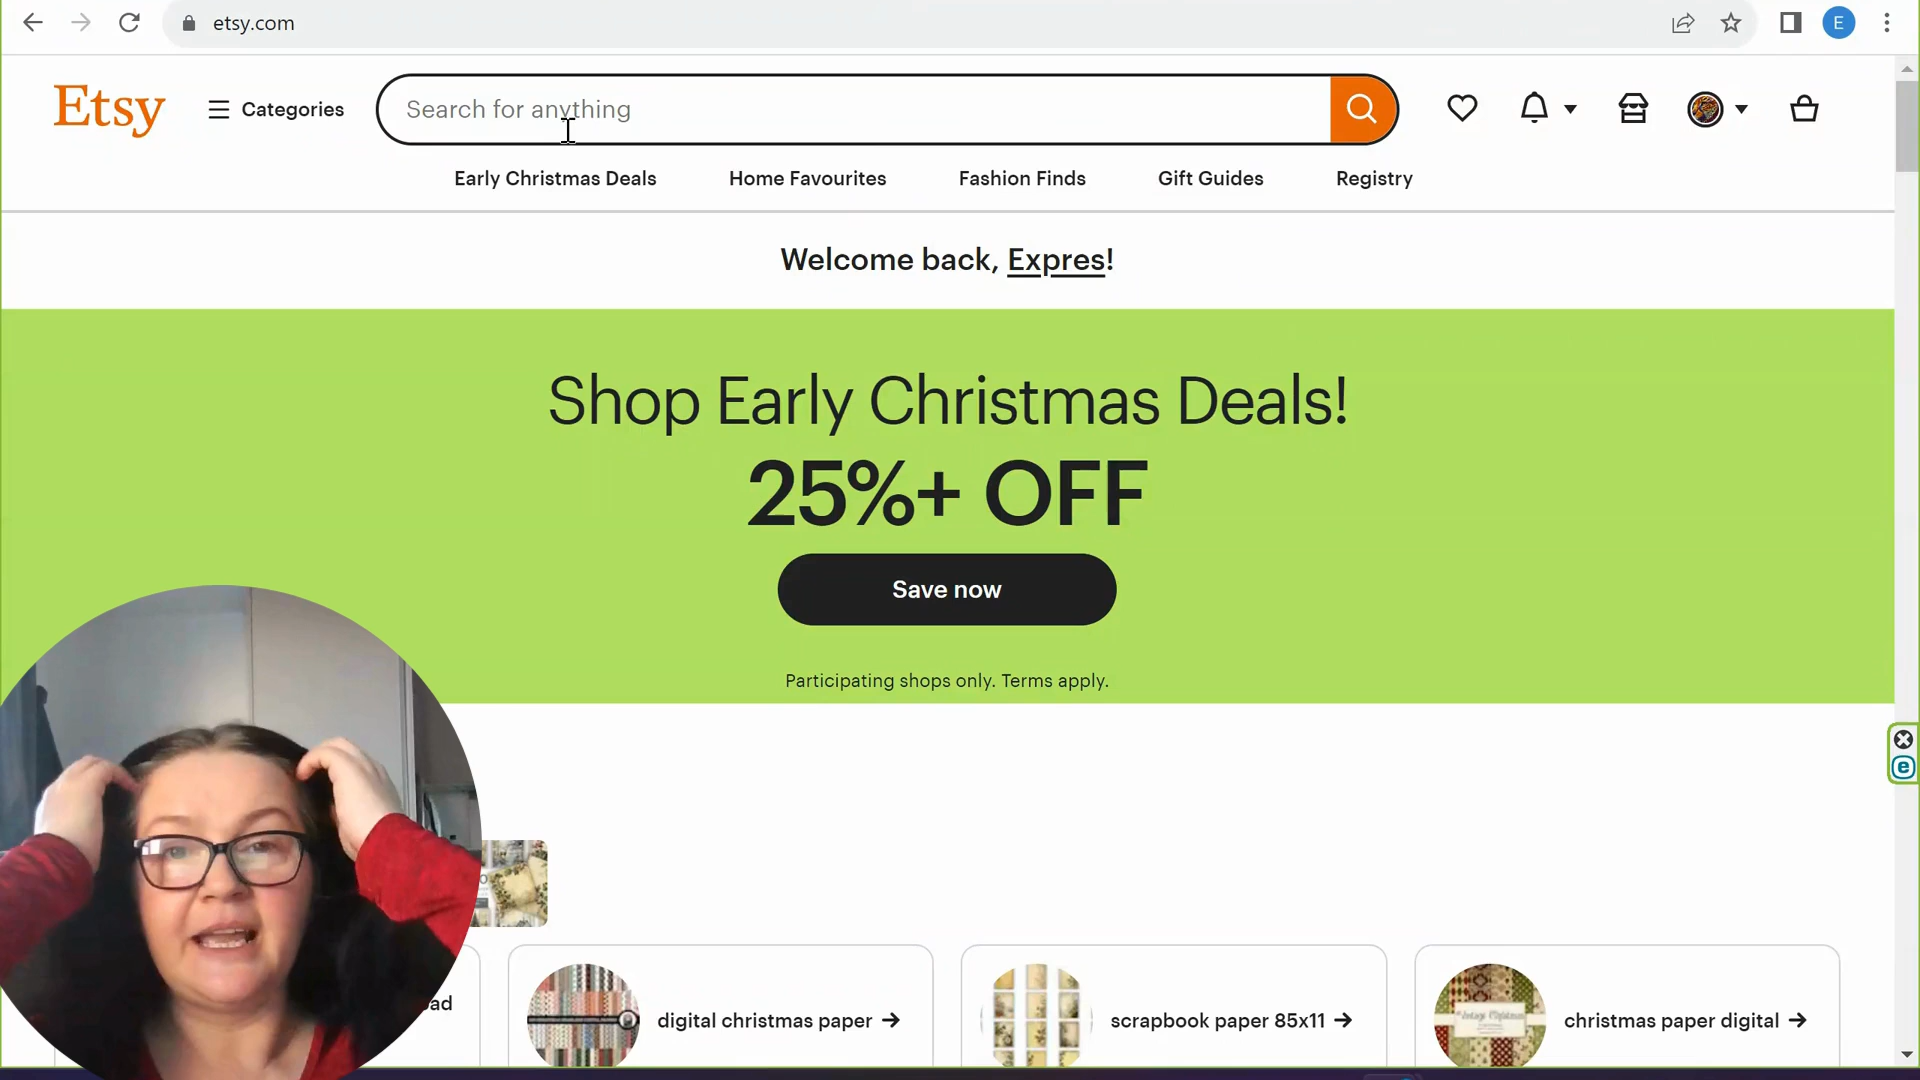 etsy.com
E
Etsy
Categories
Search for anything
Early Christmas Deals
Home Favourites
Fashion Finds
Gift Guides
Registry
Welcome back, Expres!
Shop Early Christmas Deals!
25%+ OFF
Save now
Participating shops only. Terms apply.
e
ad
digital christmas paper
scrapbook paper 85x11
christmas paper digital